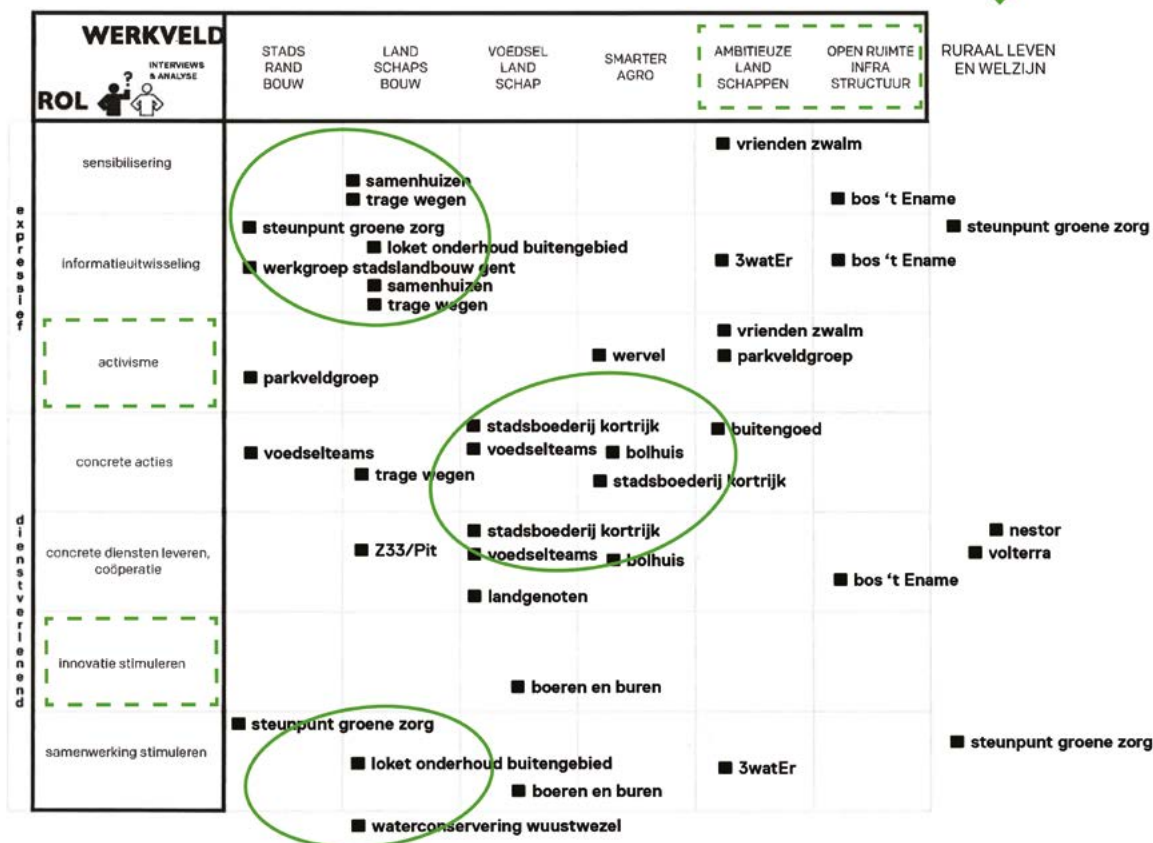 WERKVELD
INTERVIEWS
& ANALYSE
?
ROL
STADS
RAND
BOUW
LAND
SCHAPS
BOUW
VOEDSEL
LAND
SCHAP
SMARTER
AGRO
AMBITIEUZE
LAND
SCHAPPEN
OPEN RUIMTE
INFRA
STRUCTUUR
RURAAL LEVEN
EN WELZIJN
expressief
sensibilisering
vrienden zwalm
samenhuizen
trage wegen
bos 't Ename
informatieuitwisseling
steunpunt groene zorg
steunpunt groene zorg
loket onderhoud buitengebied
werkgroep stadslandbouw gent
3watEr
bos 't Ename
samenhuizen
trage wegen
activisme
vrienden zwalm
wervel
parkveldgroep
parkveldgroep
dienstverlenend
concrete acties
stadsboederij kortrijk
buitengoed
voedselteams
voedselteams
bolhuis
trage wegen
stadsboederij kortrijk
concrete diensten leveren,
coöperatie
stadsboederij kortrijk
nestor
Z33/Pit
voedselteams
bolhuis
volterra
bos 't Ename
landgenoten
innovatie stimuleren
boeren en buren
samenwerking stimuleren
steunpunt groene zorg
steunpunt groene zorg
loket onderhoud buitengebied
3watEr
boeren en buren
waterconservering wuustwezel